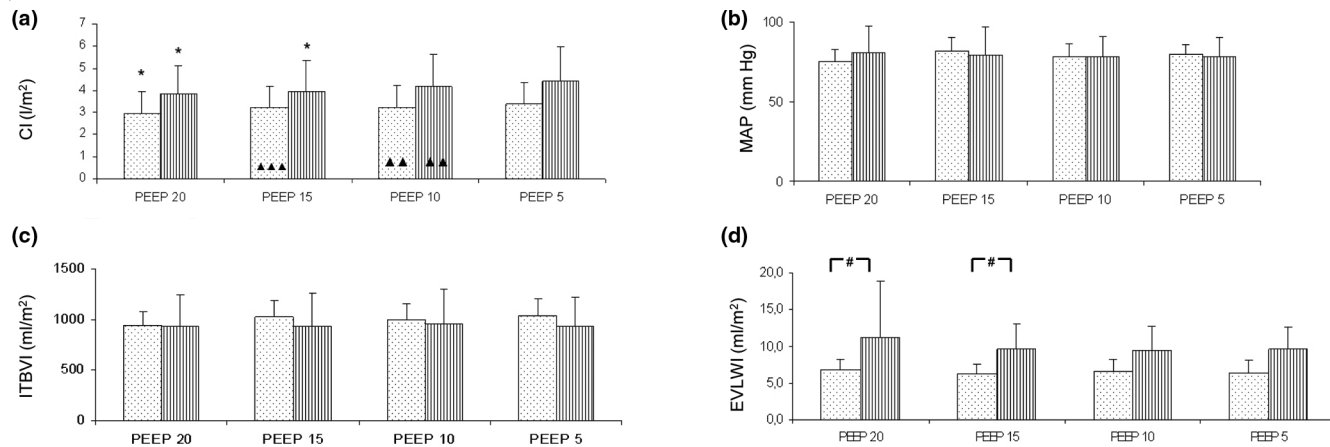 (a)
CI (l/m²)
7
6
5
4
3
2
1
0
* * *
▲▲▲ ▲▲ ▲▲
PEEP 20 PEEP 15 PEEP 10 PEEP 5
(b)
MAP (mm Hg)
100
50
0
PEEP 20 PEEP 15 PEEP 10 PEEP 5
(c)
ITBVI (ml/m²)
1500
1000
500
0
PEEP 20 PEEP 15 PEEP 10 PEEP 5
(d)
EVLWI (ml/m²)
20,0
15,0
10,0
5,0
0,0
# #
PEEP 20 PEEP 15 PEEP 10 PEEP 5